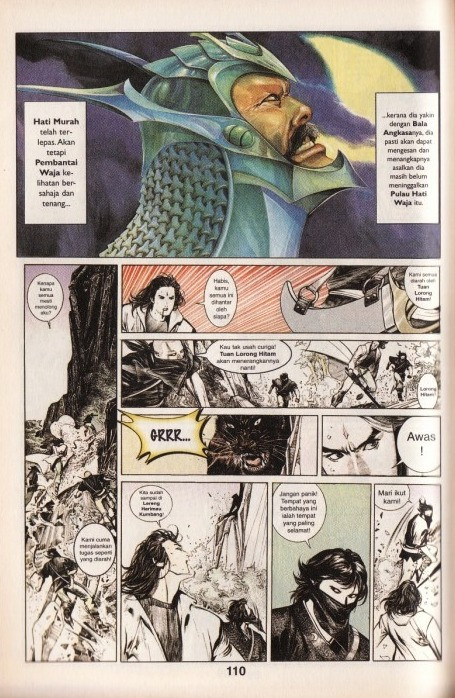 Hati Murah
telah ter-
lepas. Akan
tetapi
Pembantai
Waja ke-
lihatan ber-
sahaja dan
tenang...
...kerana dia yakin
dengan Bala
Angkasanya, dia
pasti akan dapat
mengesan dan
menangkapnya
asalkan dia
masih belum
meninggalkan
Pulau Hati
Waja itu.
Kenapa
kamu
semua
masih
menolong
aku?
Kami cuma
menjalankan
tugas seperti
yang diarah!
Habis,
kamu
semua ini
dihantar
oleh
siapa?
Kami semua
diarah oleh
Tuan
Lorong
Hitam!
Kau tak usah curiga!
Tuan Lorong Hitam
akan menerangkannya
nanti!
Lorong
Hitam!
GRRR...
Awas
!
Kita sudah
sampai di
Lereng
Harimau
Kumbang!
Jangan panik!
Tempat yang
berbahaya ini
ialah tempat
yang paling
selamat!
Mari ikut
kami!
110